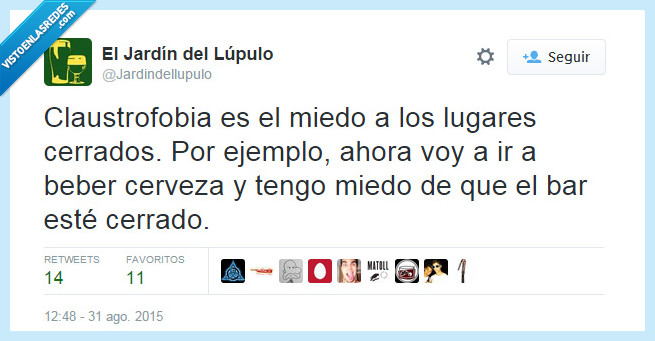 VISTOENLASREDES
.com
El Jardín del Lúpulo
@Jardindellupulo
Seguir
Claustrofobia es el miedo a los lugares
cerrados. Por ejemplo, ahora voy a ir a
beber cerveza y tengo miedo de que el bar
esté cerrado.
RETWEETS FAVORITOS
14 11
MATOLL
12:48 - 31 ago. 2015